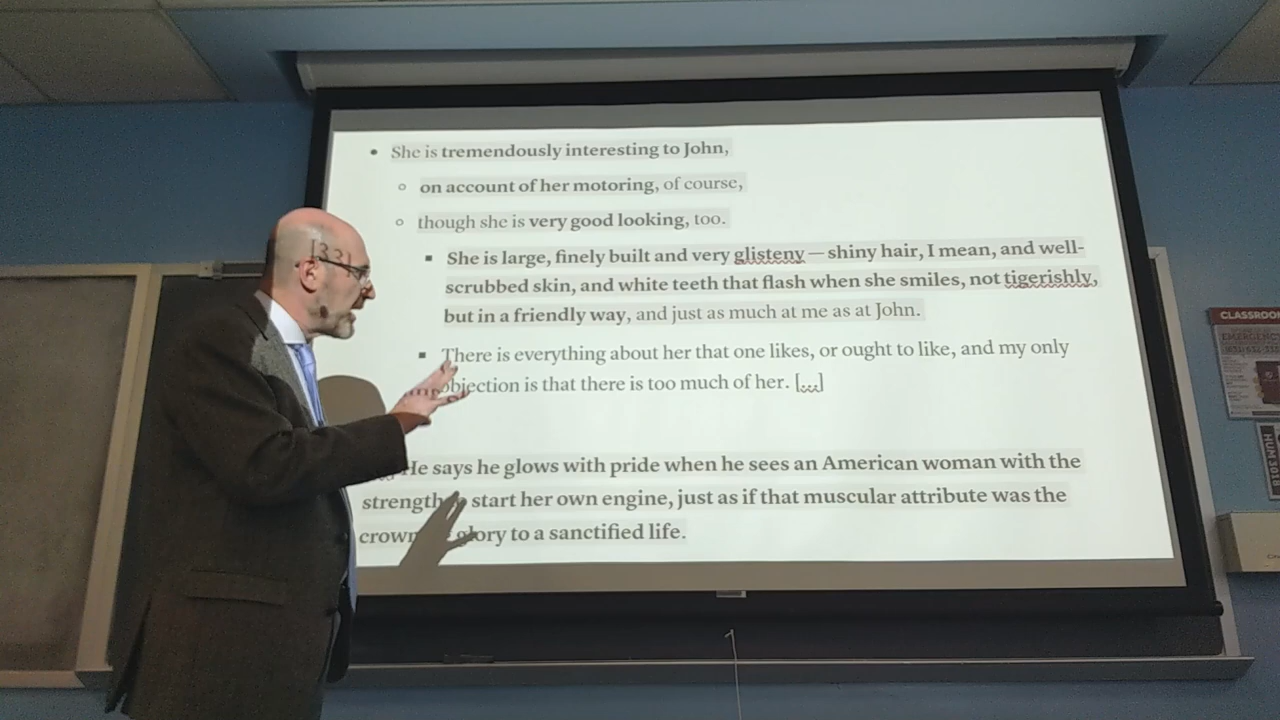 She is tremendously interesting to John,
on account of her motoring, of course,
though she is very good looking, too.
She is large, finely built and very glisteny — shiny hair, I mean, and well-
scrubbed skin, and white teeth that flash when she smiles, not tigerishly,
but in a friendly way, and just as much at me as at John.
There is everything about her that one likes, or ought to like, and my only
objection is that there is too much of her. [...]
He says he glows with pride when he sees an American woman with the
strength start her own engine, just as if that muscular attribute was the
crown glory to a sanctified life.
CLASSROOM
EMERGENCY
HUM 3018